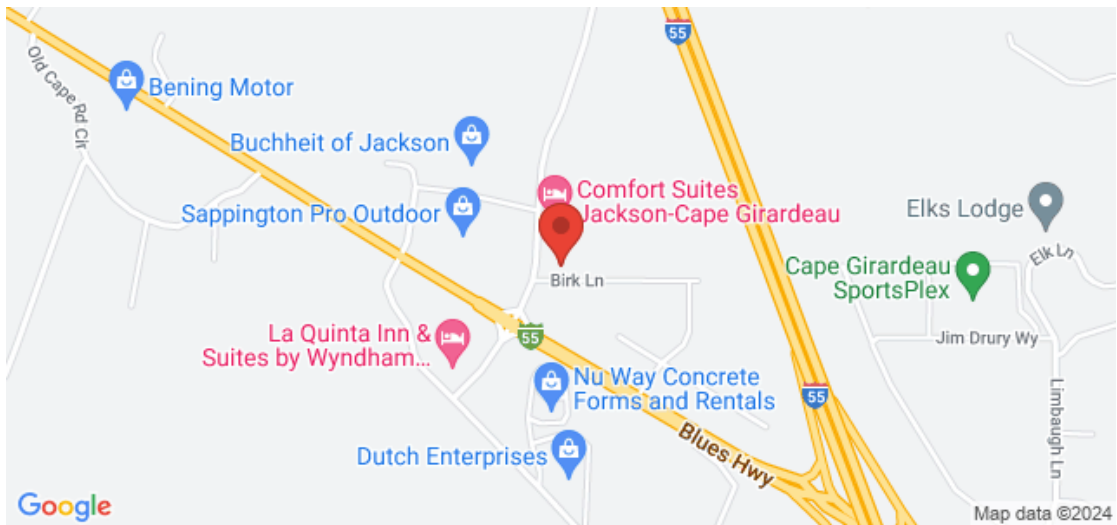 55
Old Cape Rd Cir
Bening Motor
Buchheit of Jackson
Comfort Suites
Jackson-Cape Girardeau
Sappington Pro Outdoor
Elks Lodge
Elk Ln
Cape Girardeau
SportsPlex
Birk Ln
La Quinta Inn &
Suites by Wyndham...
55
Jim Drury Wy
Nu Way Concrete
Forms and Rentals
55
Limbaugh Ln
Blues Hwy
Dutch Enterprises
Google
Map data ©2024